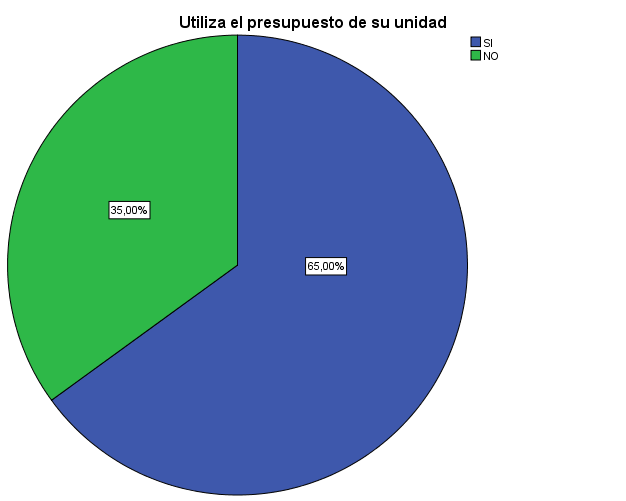 Utiliza el presupuesto de su unidad
SI
NO
35,00%
65,00%